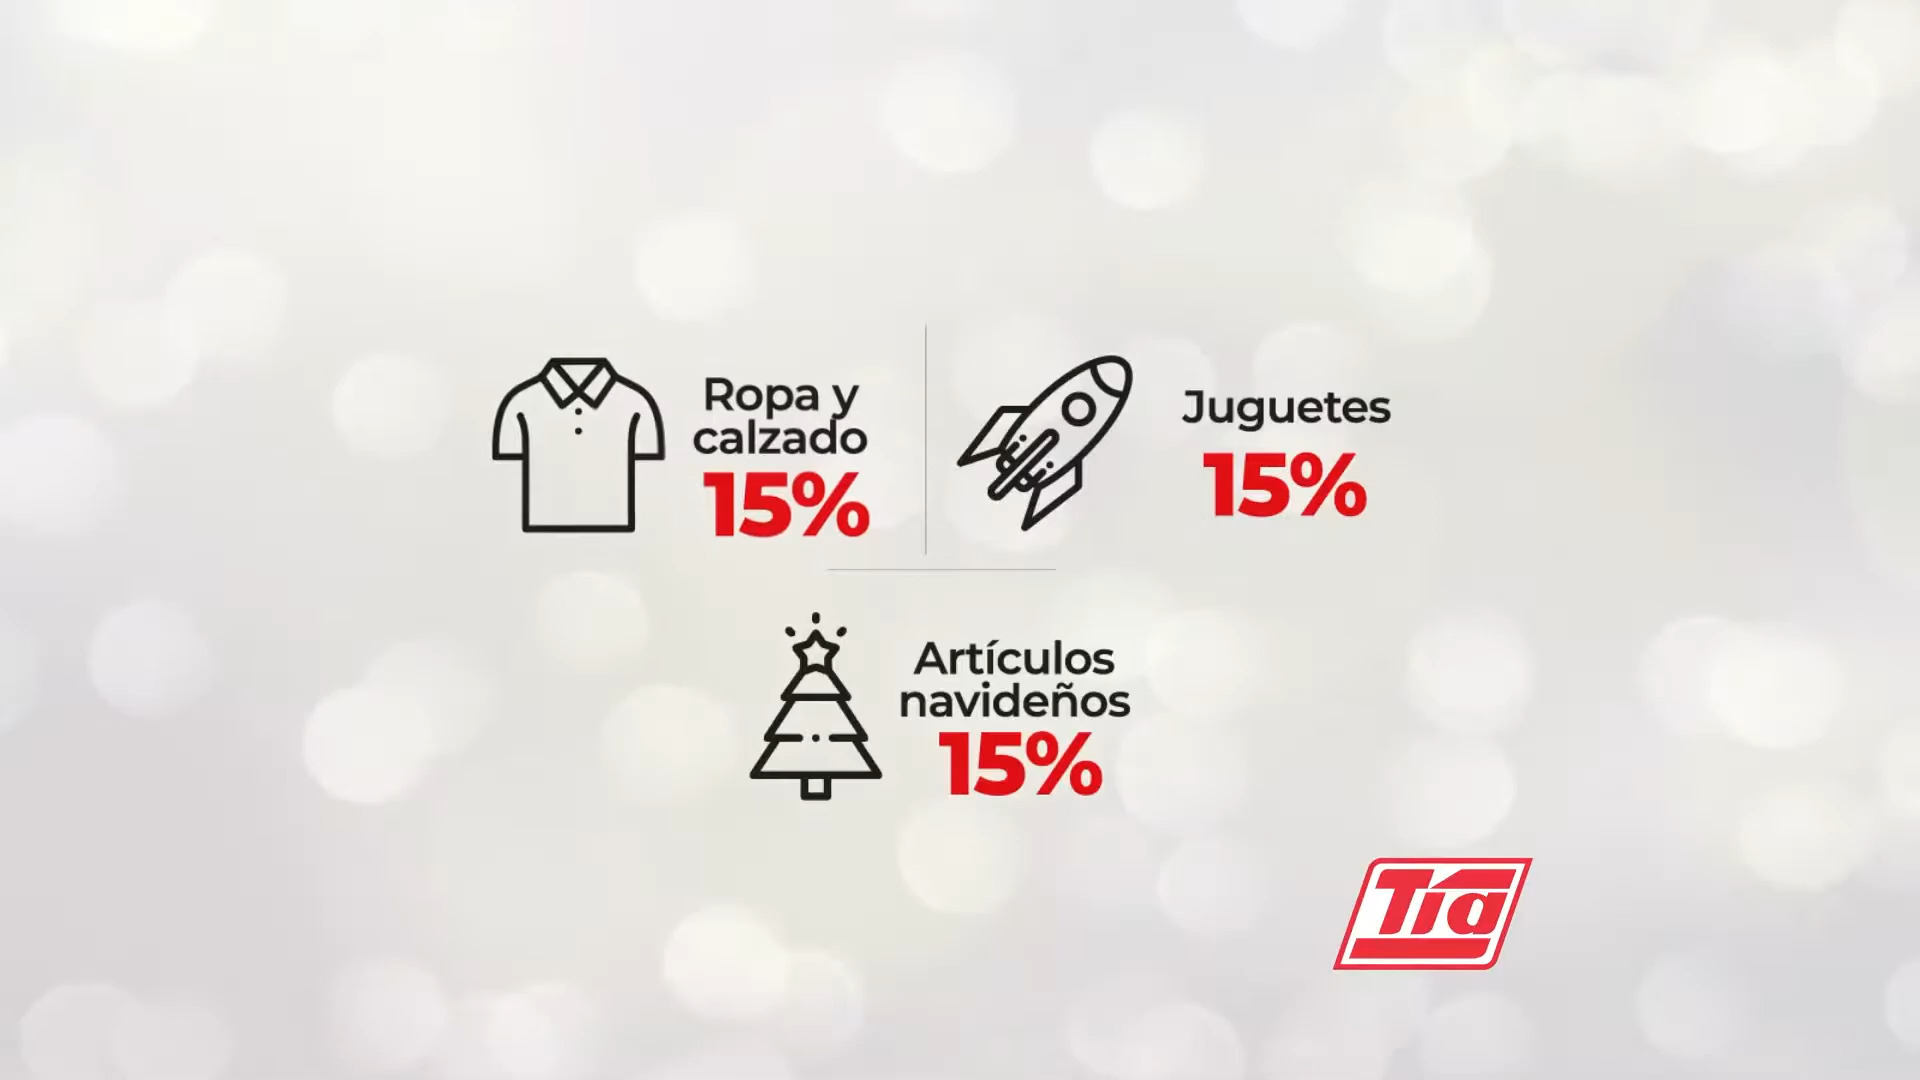 Ropa y
calzado
15%
Juguetes
15%
Artículos
navideños
15%
Tía